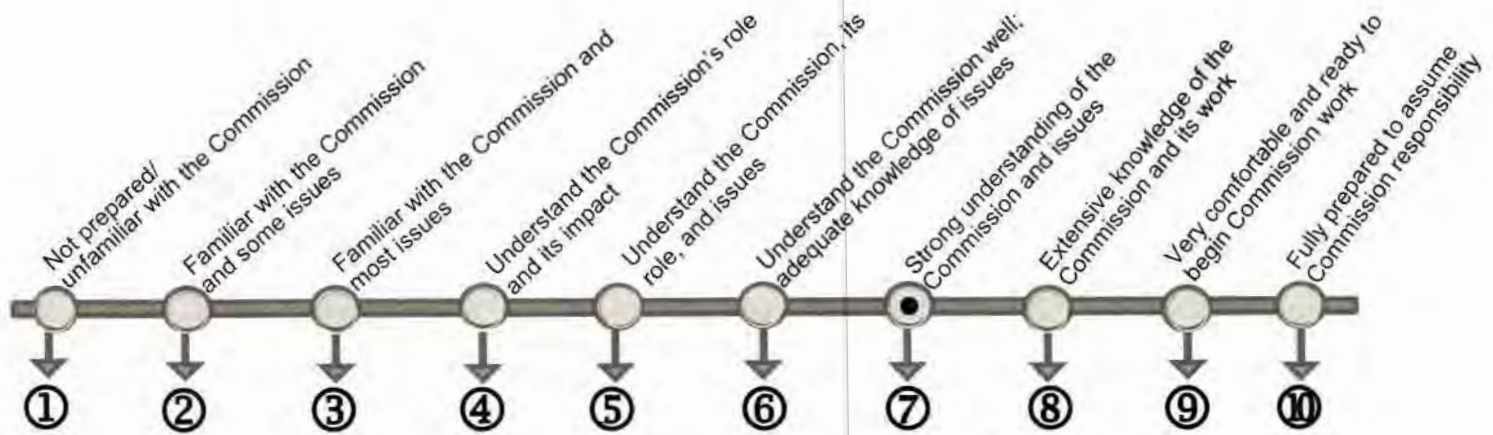 Not prepared/
unfamiliar with the Commission
Familiar with the Commission
and some issues
Familiar with the Commission and
most issues
Understand the Commission's role
and its impact
Understand the Commission, its
role, and issues
Understand the Commission well;
adequate knowledge of issues
Strong understanding of the
Commission and issues
Extensive knowledge of the
Commission and its work
Very comfortable and ready to
begin Commission work
Fully prepared to assume
Commission responsibility
① ② ③ ④ ⑤ ⑥ ⑦ ⑧ ⑨ ⑩